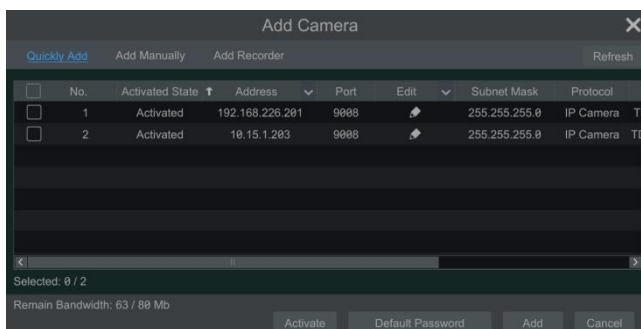 Add Camera
Quickly Add Add Manually Add Recorder Refresh
No. Activated State Address Port Edit Subnet Mask Protocol
1 Activated 192.168.226.201 9008 255.255.255.0 IP Camera T
2 Activated 10.15.1.203 9008 255.255.255.0 IP Camera TD
Selected: 0 / 2
Remain Bandwidth: 63 / 80 Mb
Activate Default Password Add Cancel